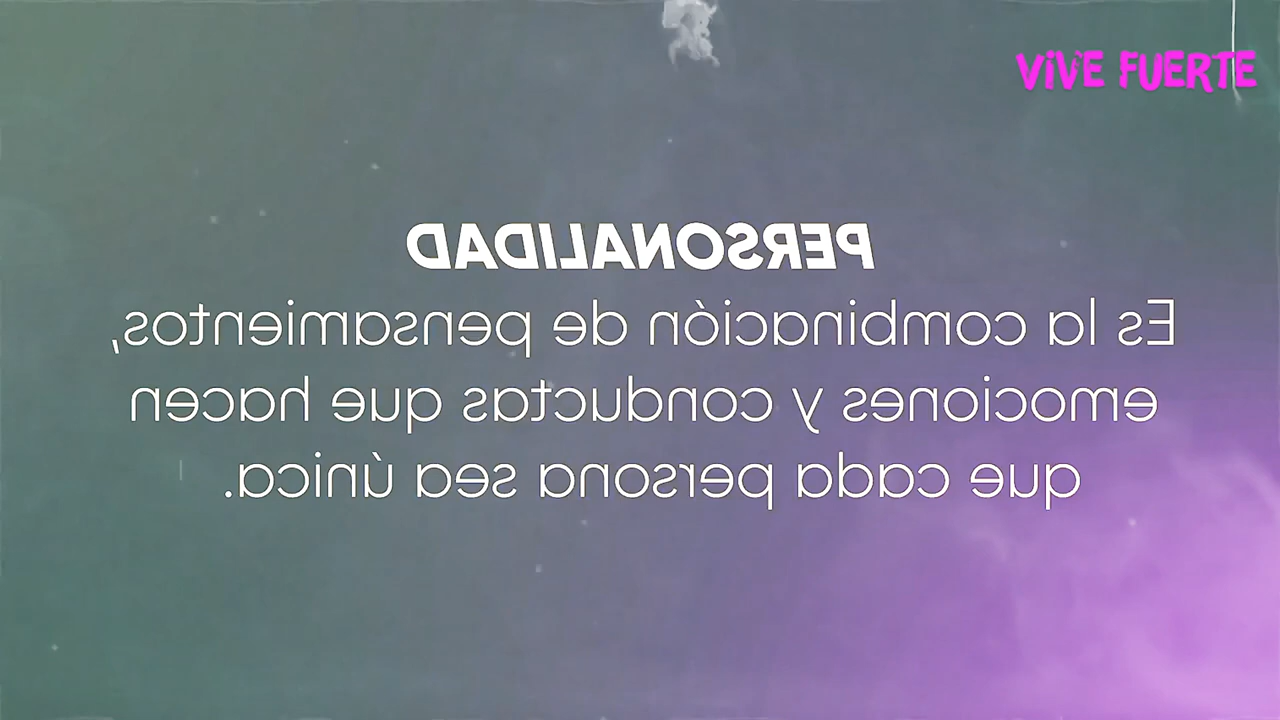 VIVE FUERTE
PERSONALIDAD
Es la combinación de pensamientos,
emociones y conductas que hacen
que cada persona sea única.